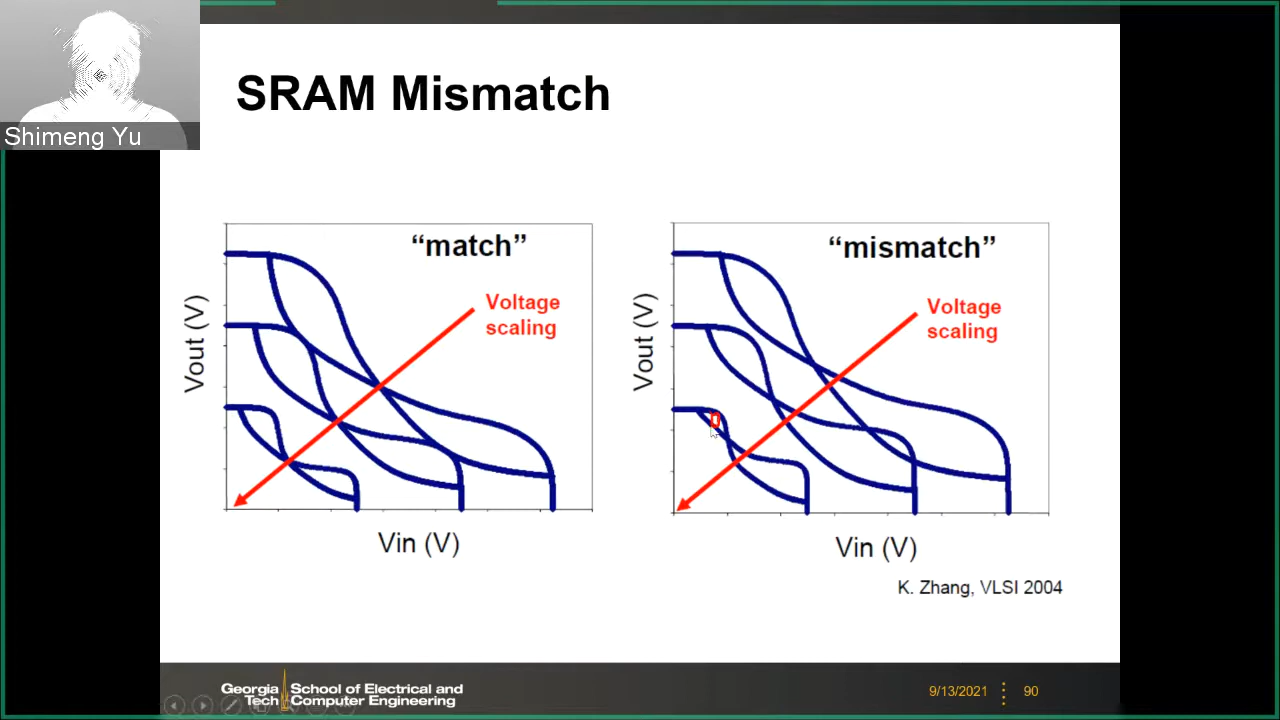 Shimeng Yu
SRAM Mismatch
“match”
Voltage
scaling
Vout (V)
Vin (V)
“mismatch”
Voltage
scaling
Vout (V)
Vin (V)
K. Zhang, VLSI 2004
Georgia
Tech
School of Electrical and
Computer Engineering
9/13/2021
90